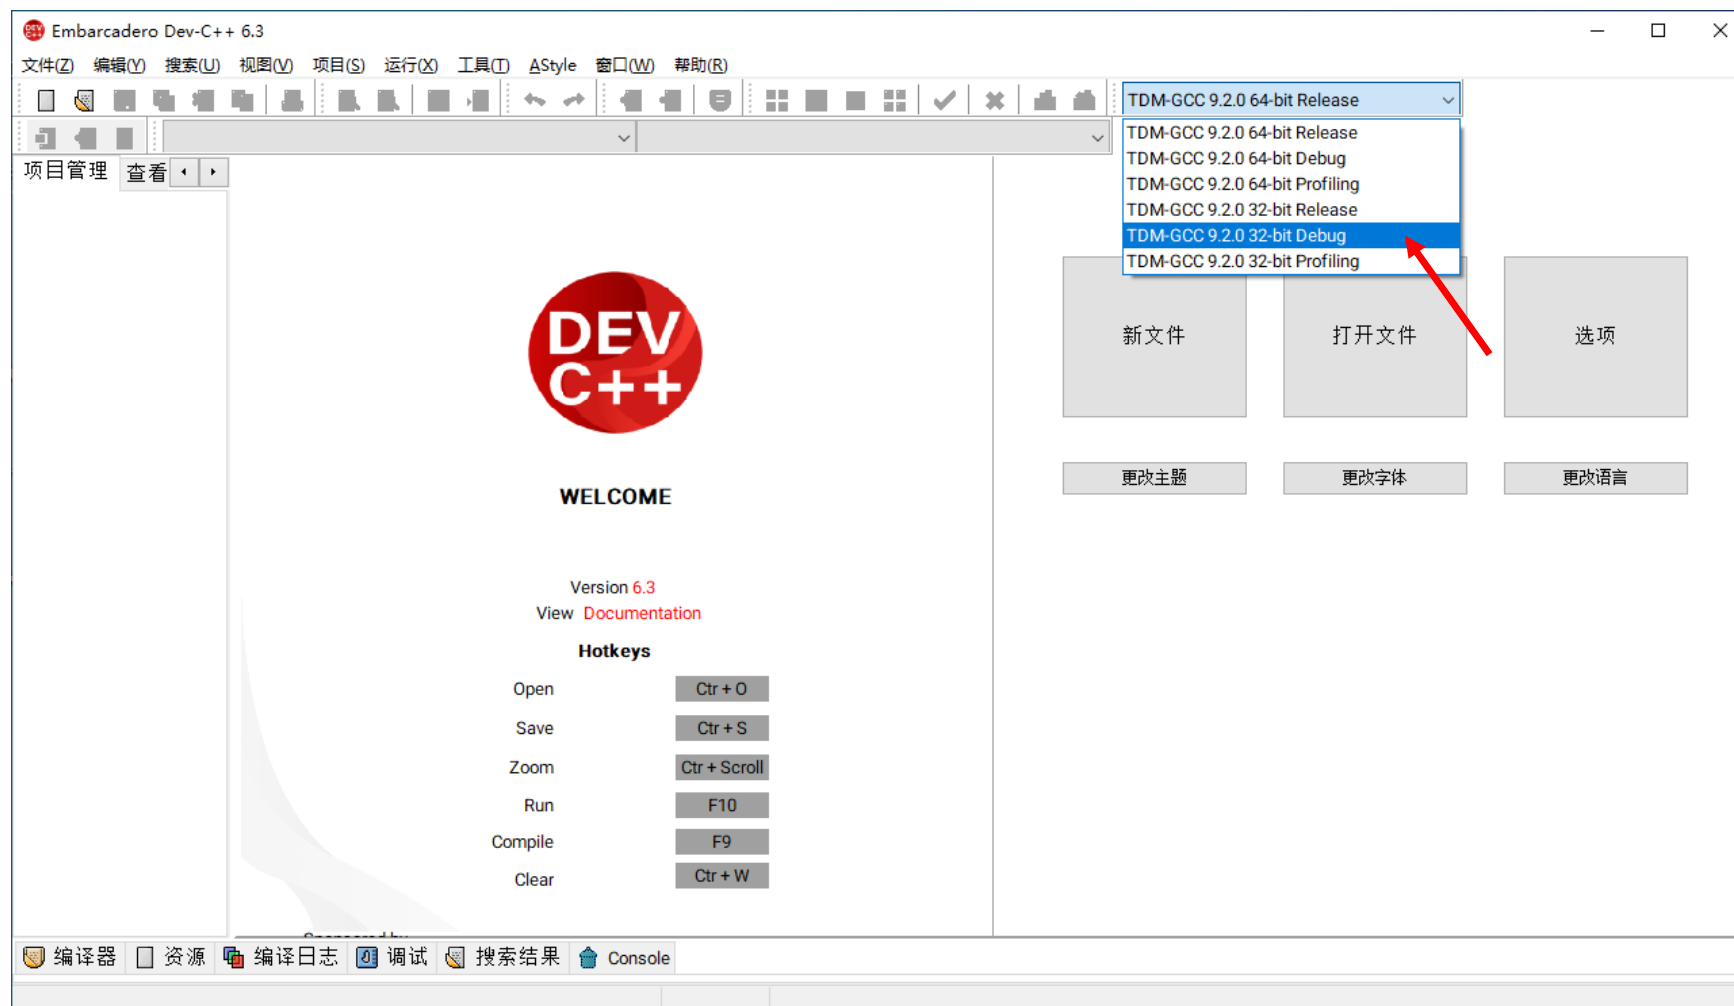 Embarcadero Dev-C++ 6.3
文件(Z) 编辑(Y) 搜索(U) 视图(V) 项目(S) 运行(X) 工具(T) AStyle 窗口(W) 帮助(R)
TDM-GCC 9.2.0 64-bit Release
TDM-GCC 9.2.0 64-bit Release
TDM-GCC 9.2.0 64-bit Debug
TDM-GCC 9.2.0 64-bit Profiling
TDM-GCC 9.2.0 32-bit Release
TDM-GCC 9.2.0 32-bit Debug
TDM-GCC 9.2.0 32-bit Profiling
项目管理 查看
DEV
C++
WELCOME
Version 6.3
View Documentation
Hotkeys
Open Ctr + O
Save Ctr + S
Zoom Ctr + Scroll
Run F10
Compile F9
Clear Ctr + W
新文件 打开文件 选项
更改主题 更改字体 更改语言
编译器 资源 编译日志 调试 搜索结果 Console